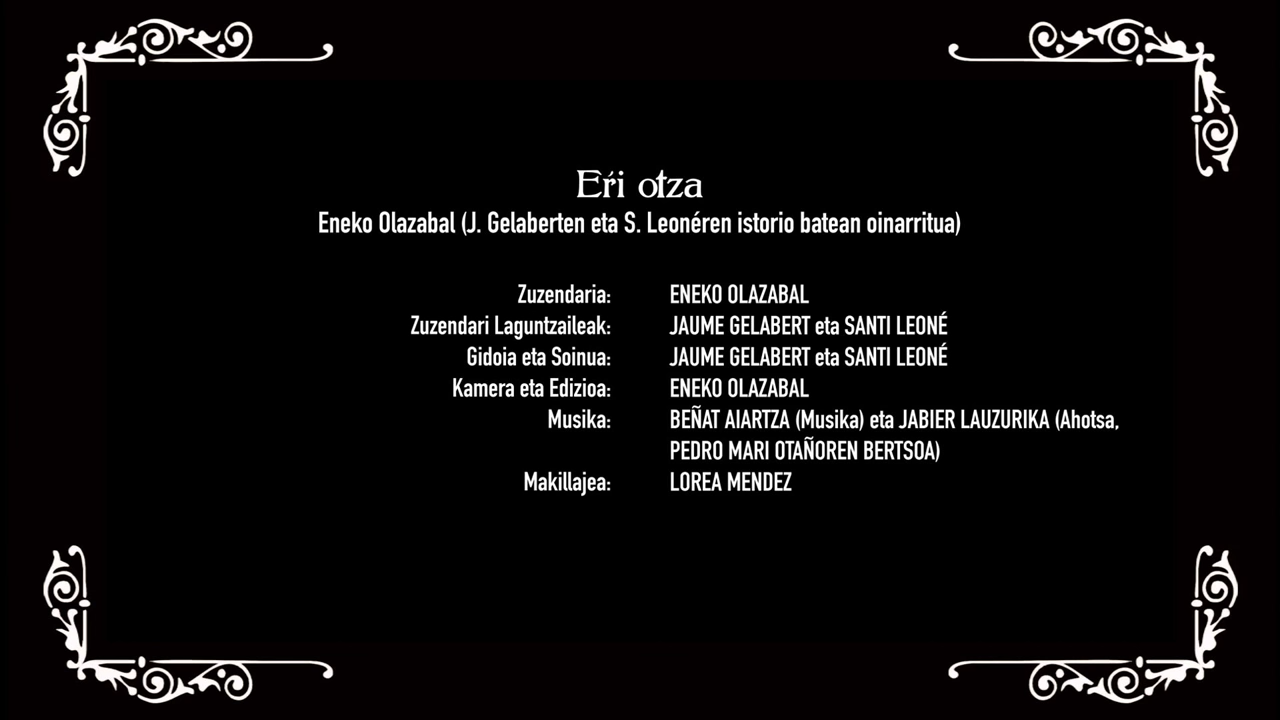 Eŕi otza
Eneko Olazabal (J. Gelaberten eta S. Leonéren istorio batean oinarritua)
Zuzendaria: ENEKO OLAZABAL
Zuzendari Laguntzaileak: JAUME GELABERT eta SANTI LEONÉ
Gidoia eta Soinua: JAUME GELABERT eta SANTI LEONÉ
Kamera eta Edizioa: ENEKO OLAZABAL
Musika: BEÑAT AIARTZA (Musika) eta JABIER LAUZURIKA (Ahotsa,
PEDRO MARI OTAÑOREN BERTSOA)
Makillajea: LOREA MENDEZ